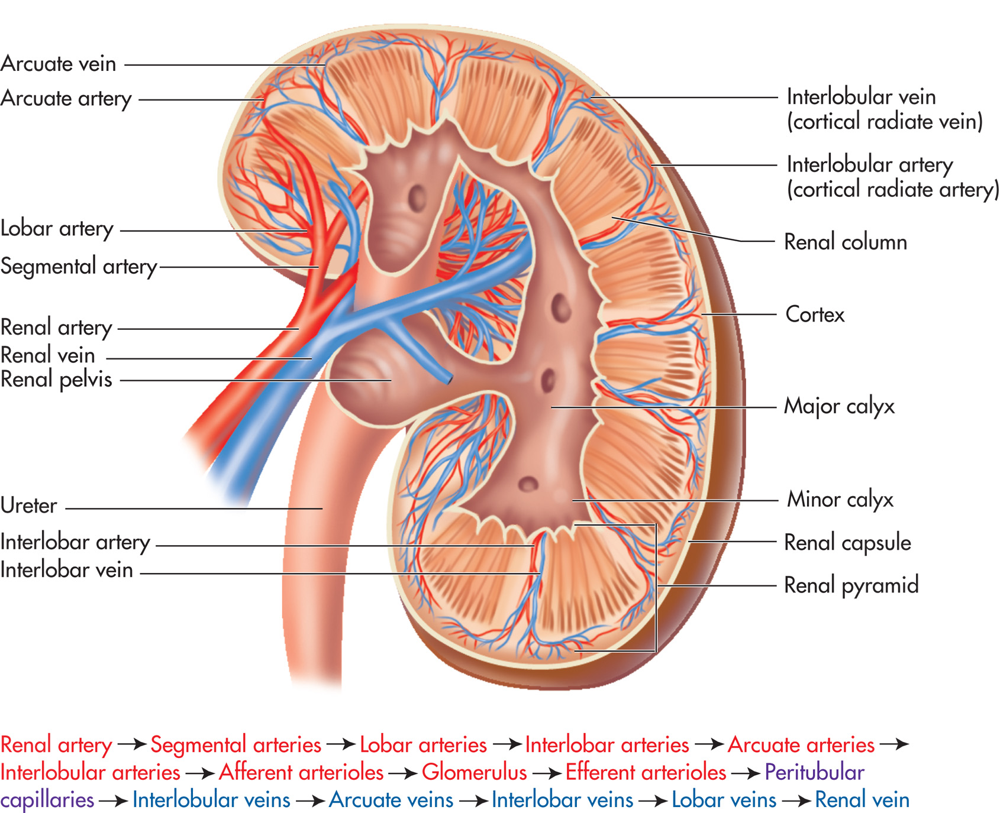 Arcuate vein
Arcuate artery
Lobar artery
Segmental artery
Renal artery
Renal vein
Renal pelvis
Ureter
Interlobar artery
Interlobar vein
Interlobular vein
(cortical radiate vein)
Interlobular artery
(cortical radiate artery)
Renal column
Cortex
Major calyx
Minor calyx
Renal capsule
Renal pyramid
Renal artery → Segmental arteries → Lobar arteries → Interlobar arteries → Arcuate arteries →
Interlobular arteries → Afferent arterioles → Glomerulus → Efferent arterioles → Peritubular
capillaries → Interlobular veins → Arcuate veins → Interlobar veins → Lobar veins → Renal vein